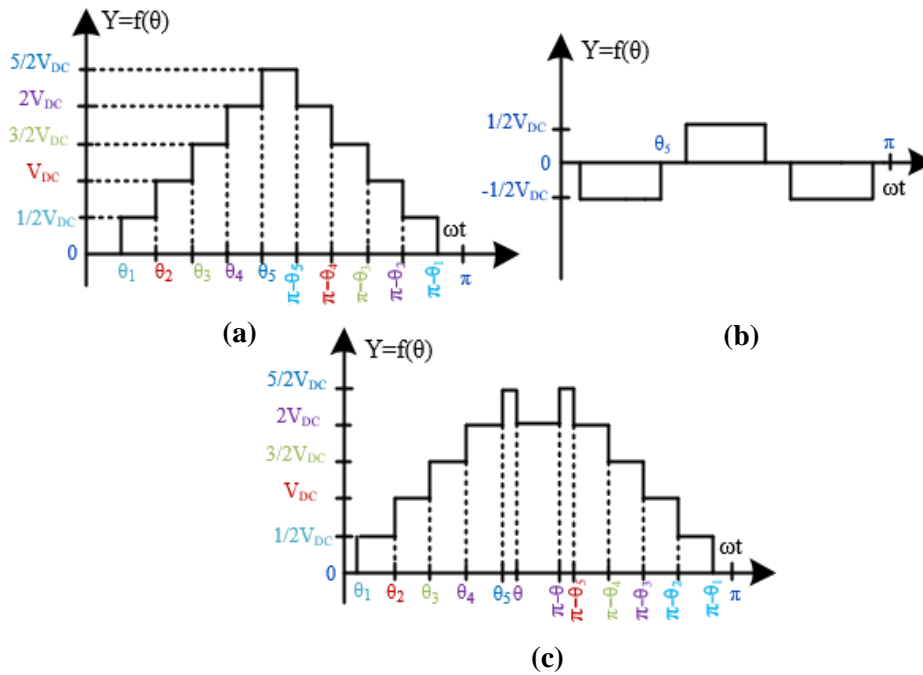 Y=f(θ)
5/2V_DC
2V_DC
3/2V_DC
V_DC
1/2V_DC
0
ωt
θ₁ θ₂ θ₃ θ₄ θ₅ π-θ₅ π-θ₄ π-θ₃ π-θ₂ π-θ₁ π
(a)
Y=f(θ)
1/2V_DC
0
-1/2V_DC
θ₅
π
ωt
(b)
Y=f(θ)
5/2V_DC
2V_DC
3/2V_DC
V_DC
1/2V_DC
0
ωt
θ₁ θ₂ θ₃ θ₄ θ₅ θ π-θ π-θ₅ π-θ₄ π-θ₃ π-θ₂ π-θ₁ π
(c)